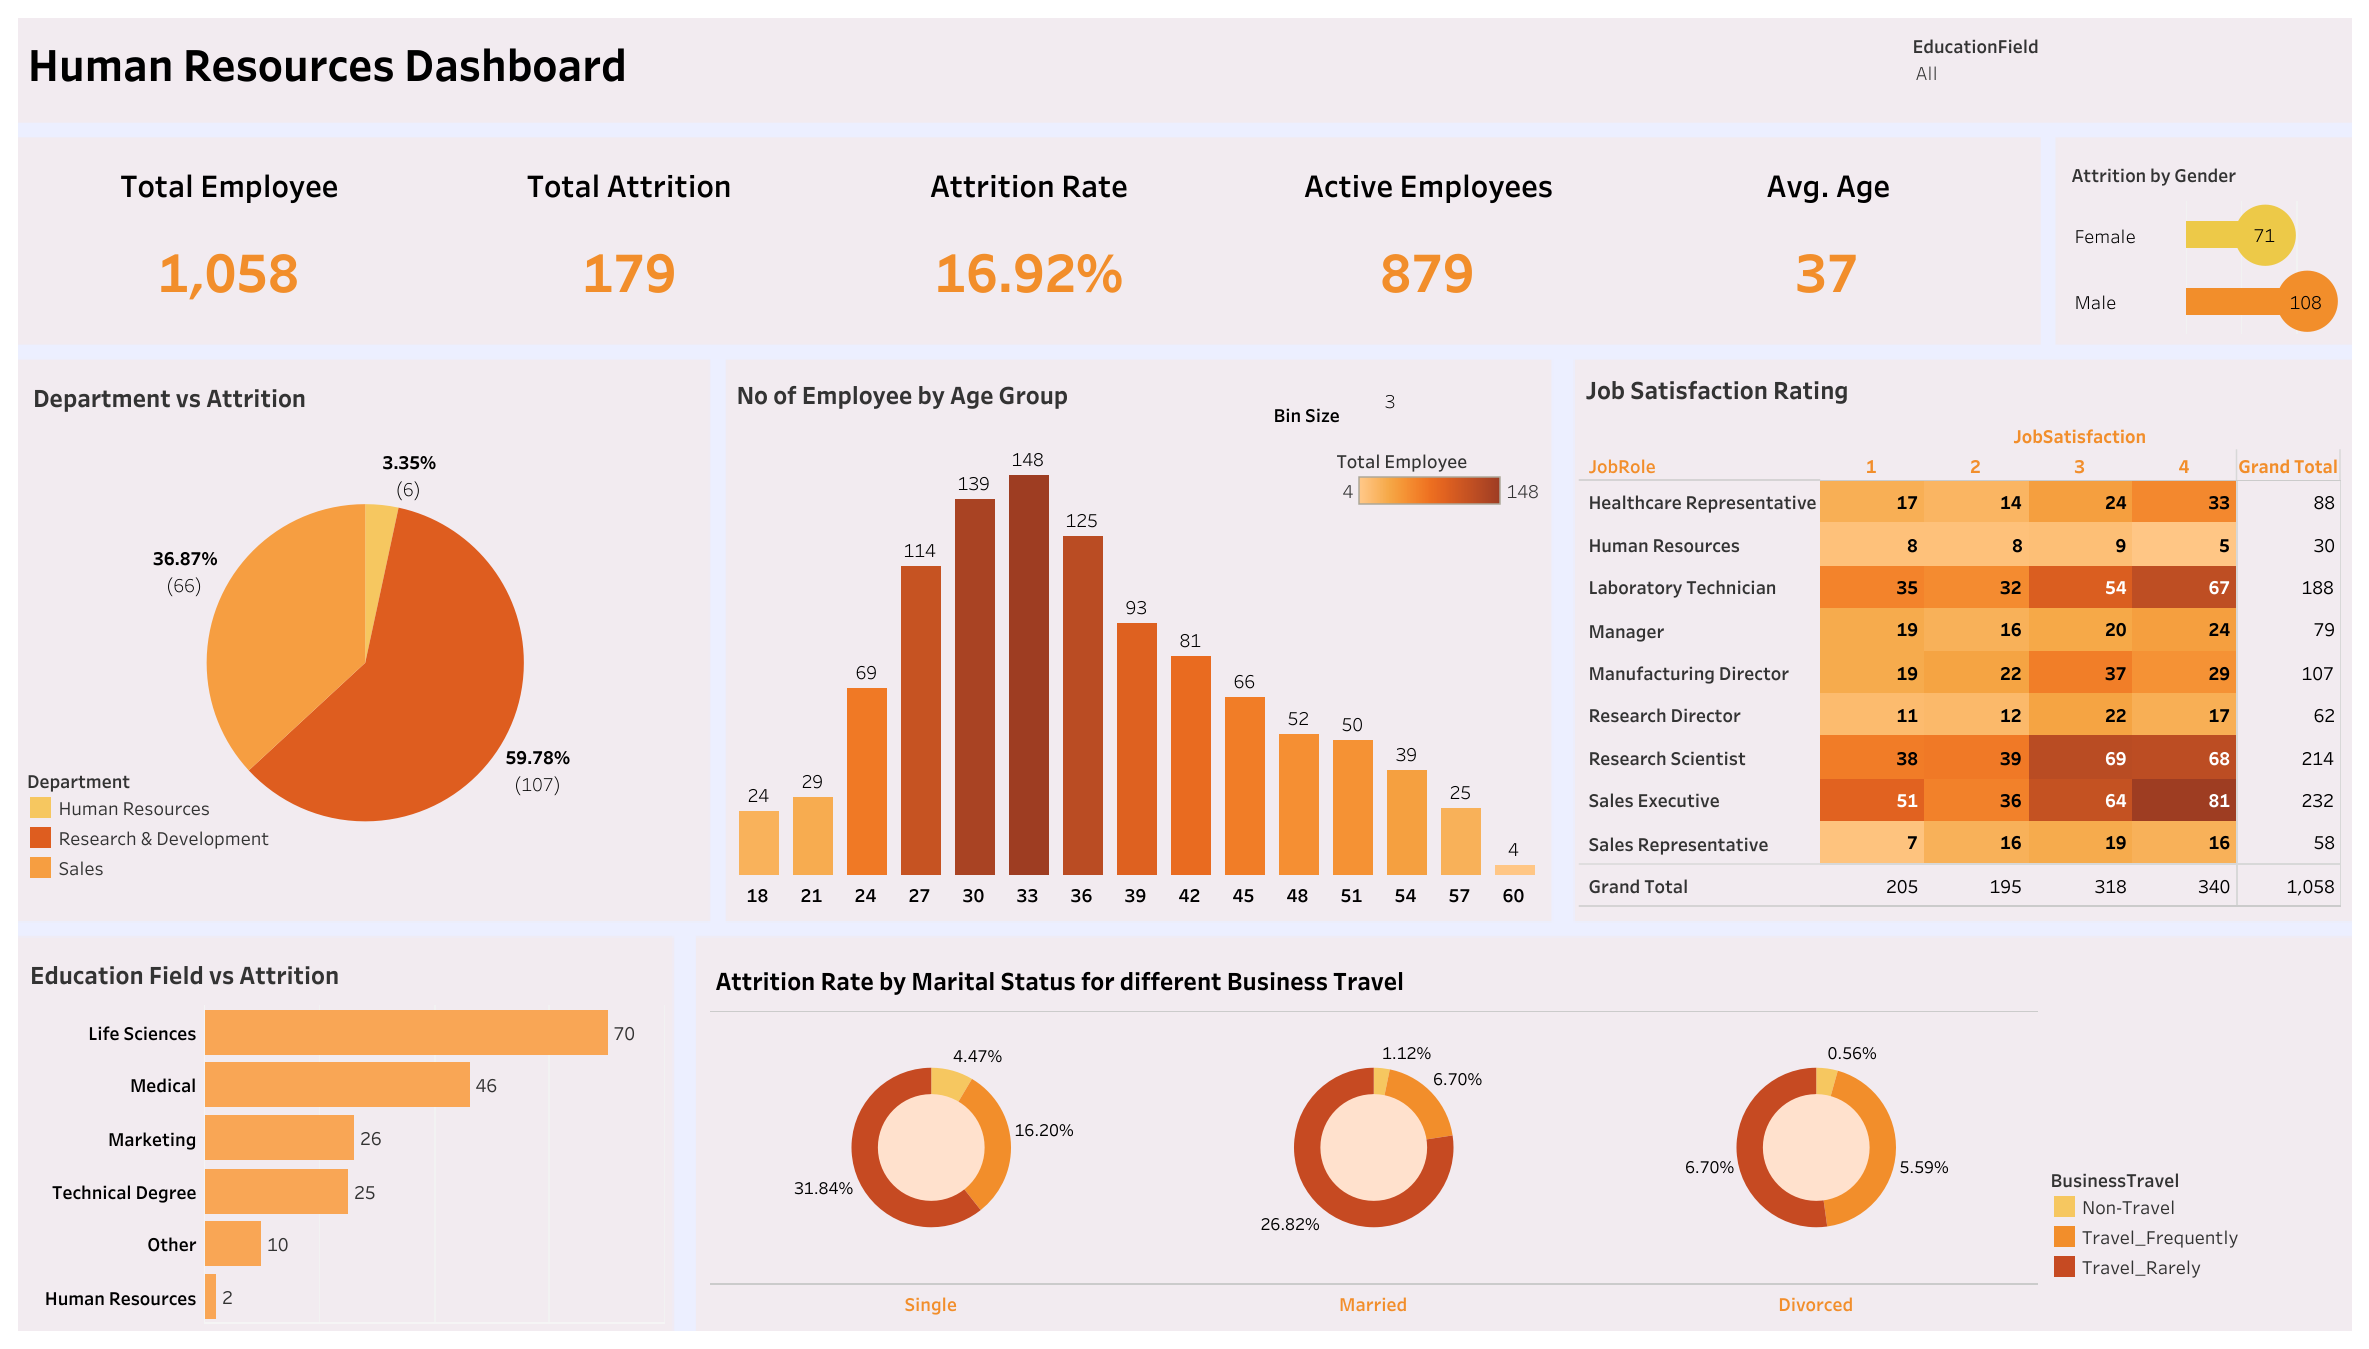 Human Resources Dashboard
EducationField
All
Total Employee
1,058
Total Attrition
179
Attrition Rate
16.92%
Active Employees
879
Avg. Age
37
Attrition by Gender
Female 71
Male 108
Department vs Attrition
3.35%
(6)
36.87%
(66)
59.78%
(107)
Department
Human Resources
Research & Development
Sales
No of Employee by Age Group
Bin Size 3
Total Employee
4 148
24 29 69 114 139 148 125 93 81 66 52 50 39 25 4
18 21 24 27 30 33 36 39 42 45 48 51 54 57 60
Job Satisfaction Rating
JobSatisfaction
JobRole 1 2 3 4 Grand Total
Healthcare Representative 17 14 24 33 88
Human Resources 8 8 9 5 30
Laboratory Technician 35 32 54 67 188
Manager 19 16 20 24 79
Manufacturing Director 19 22 37 29 107
Research Director 11 12 22 17 62
Research Scientist 38 39 69 68 214
Sales Executive 51 36 64 81 232
Sales Representative 7 16 19 16 58
Grand Total 205 195 318 340 1,058
Education Field vs Attrition
Life Sciences 70
Medical 46
Marketing 26
Technical Degree 25
Other 10
Human Resources 2
Attrition Rate by Marital Status for different Business Travel
4.47%
16.20%
31.84%
Single
1.12%
6.70%
26.82%
Married
0.56%
5.59%
6.70%
Divorced
BusinessTravel
Non-Travel
Travel_Frequently
Travel_Rarely